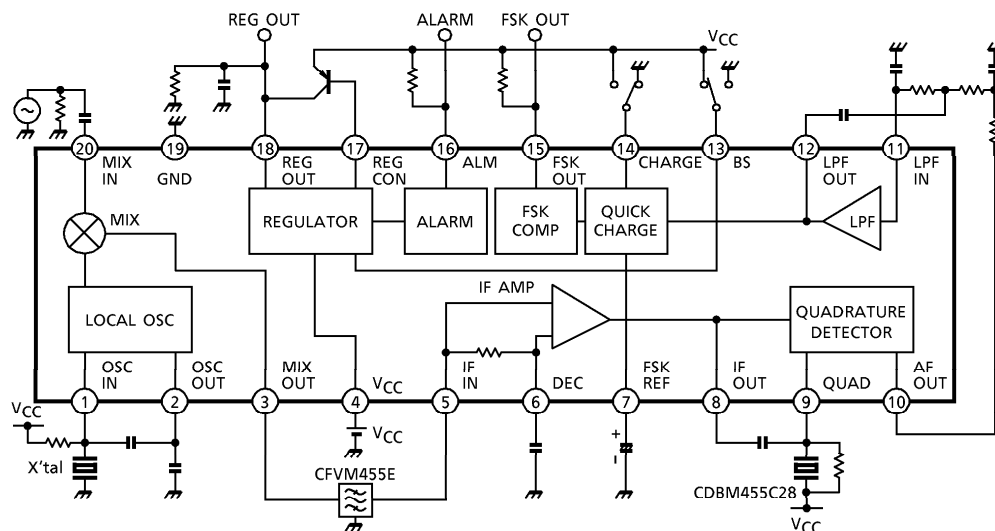 REG OUT
ALARM
FSK OUT
VCC
20
19
18
17
16
15
14
13
12
11
MIX IN
GND
REG OUT
REG CON
ALM
FSK OUT
CHARGE
BS
LPF OUT
LPF IN
MIX
REGULATOR
ALARM
FSK COMP
QUICK CHARGE
LPF
LOCAL OSC
IF AMP
QUADRATURE DETECTOR
OSC IN
OSC OUT
MIX OUT
VCC
IF IN
DEC
FSK REF
IF OUT
QUAD
AF OUT
1
2
3
4
5
6
7
8
9
10
VCC
X'tal
VCC
CFVM455E
+
-
CDBM455C28
VCC